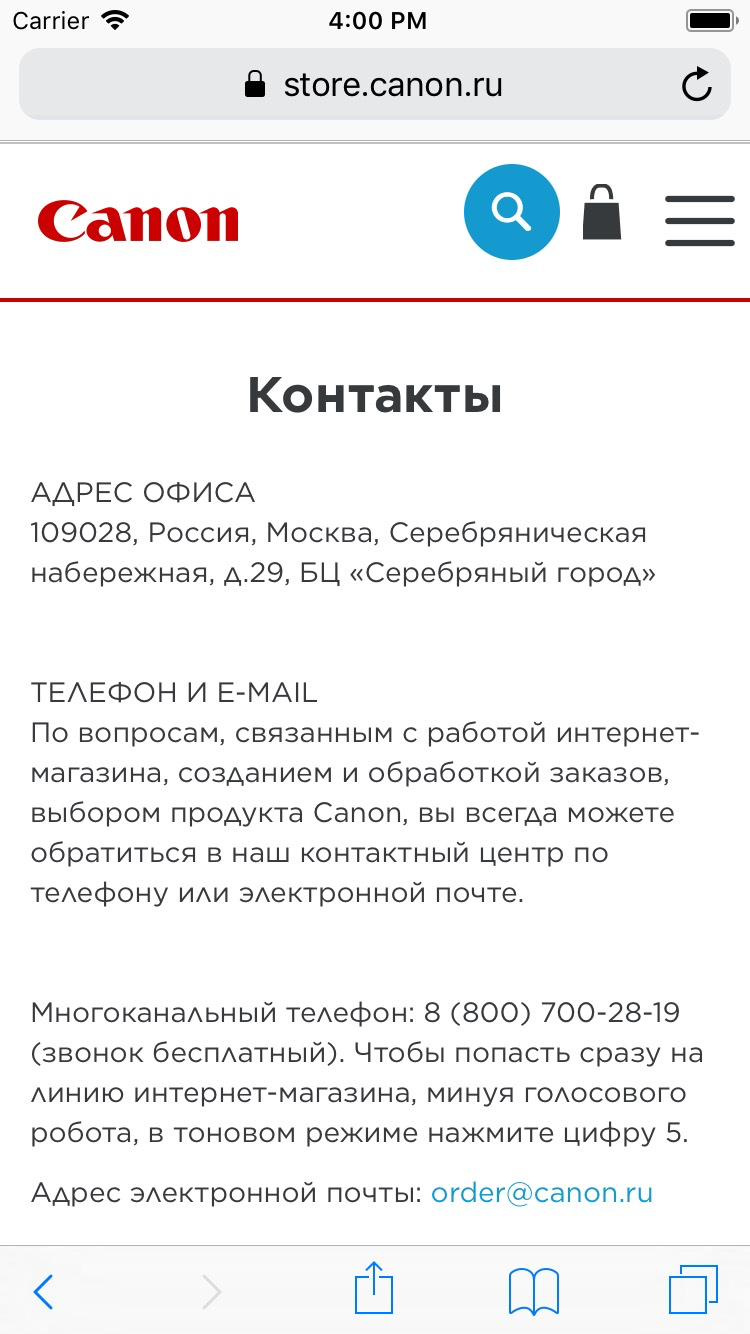 Carrier
4:00 PM
store.canon.ru
Canon
Контакты
АДРЕС ОФИСА
109028, Россия, Москва, Серебряническая
набережная, д.29, БЦ «Серебряный город»
ТЕЛЕФОН И E-MAIL
По вопросам, связанным с работой интернет-
магазина, созданием и обработкой заказов,
выбором продукта Canon, вы всегда можете
обратиться в наш контактный центр по
телефону или электронной почте.
Многоканальный телефон: 8 (800) 700-28-19
(звонок бесплатный). Чтобы попасть сразу на
линию интернет-магазина, минуя голосового
робота, в тоновом режиме нажмите цифру 5.
Адрес электронной почты: order@canon.ru